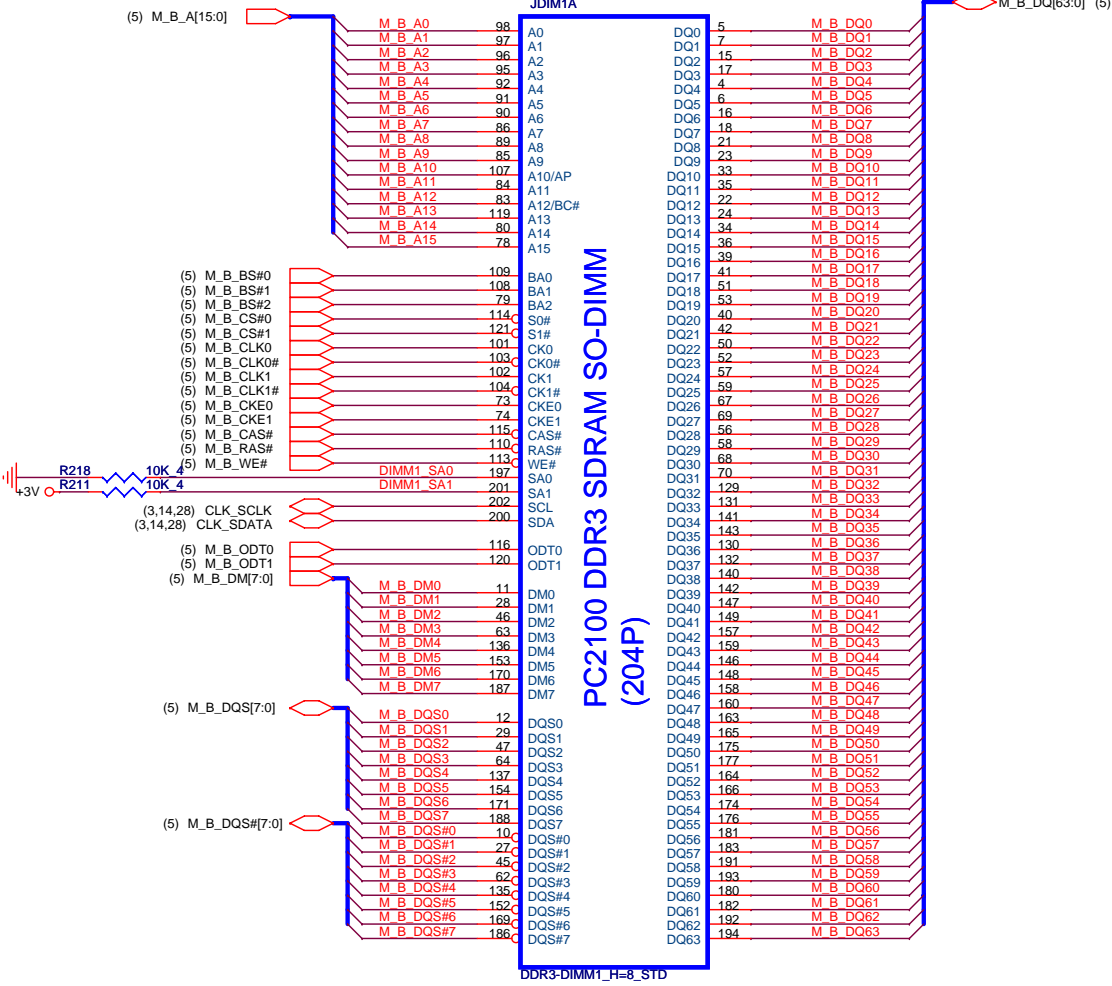 JDIM1A
(5) M_B_A[15:0]
M_B_DQ[63:0] (5)
M_B_A0 98 A0 DQ0 5 M_B_DQ0
M_B_A1 97 A1 DQ1 7 M_B_DQ1
M_B_A2 96 A2 DQ2 15 M_B_DQ2
M_B_A3 95 A3 DQ3 17 M_B_DQ3
M_B_A4 92 A4 DQ4 4 M_B_DQ4
M_B_A5 91 A5 DQ5 6 M_B_DQ5
M_B_A6 90 A6 DQ6 16 M_B_DQ6
M_B_A7 86 A7 DQ7 18 M_B_DQ7
M_B_A8 89 A8 DQ8 21 M_B_DQ8
M_B_A9 85 A9 DQ9 23 M_B_DQ9
M_B_A10 107 A10/AP DQ10 33 M_B_DQ10
M_B_A11 84 A11 DQ11 35 M_B_DQ11
M_B_A12 83 A12/BC# DQ12 22 M_B_DQ12
M_B_A13 119 A13 DQ13 24 M_B_DQ13
M_B_A14 80 A14 DQ14 34 M_B_DQ14
M_B_A15 78 A15 DQ15 36 M_B_DQ15
DQ16 39 M_B_DQ16
(5) M_B_BS#0 109 BA0 DQ17 41 M_B_DQ17
(5) M_B_BS#1 108 BA1 DQ18 51 M_B_DQ18
(5) M_B_BS#2 79 BA2 DQ19 53 M_B_DQ19
(5) M_B_CS#0 114 S0# DQ20 40 M_B_DQ20
(5) M_B_CS#1 121 S1# DQ21 42 M_B_DQ21
(5) M_B_CLK0 101 CK0 DQ22 50 M_B_DQ22
(5) M_B_CLK0# 103 CK0# DQ23 52 M_B_DQ23
(5) M_B_CLK1 102 CK1 DQ24 57 M_B_DQ24
(5) M_B_CLK1# 104 CK1# DQ25 59 M_B_DQ25
(5) M_B_CKE0 73 CKE0 DQ26 67 M_B_DQ26
(5) M_B_CKE1 74 CKE1 DQ27 69 M_B_DQ27
(5) M_B_CAS# 115 CAS# DQ28 56 M_B_DQ28
(5) M_B_RAS# 110 RAS# DQ29 58 M_B_DQ29
(5) M_B_WE# 113 WE# DQ30 68 M_B_DQ30
R218 10K_4 DIMM1_SA0 197 SA0 DQ31 70 M_B_DQ31
+3V R211 10K_4 DIMM1_SA1 201 SA1 DQ32 129 M_B_DQ32
(3,14,28) CLK_SCLK 202 SCL DQ33 131 M_B_DQ33
(3,14,28) CLK_SDATA 200 SDA DQ34 141 M_B_DQ34
DQ35 143 M_B_DQ35
(5) M_B_ODT0 116 ODT0 DQ36 130 M_B_DQ36
(5) M_B_ODT1 120 ODT1 DQ37 132 M_B_DQ37
(5) M_B_DM[7:0] DQ38 140 M_B_DQ38
M_B_DM0 11 DM0 DQ39 142 M_B_DQ39
M_B_DM1 28 DM1 DQ40 147 M_B_DQ40
M_B_DM2 46 DM2 DQ41 149 M_B_DQ41
M_B_DM3 63 DM3 DQ42 157 M_B_DQ42
M_B_DM4 136 DM4 DQ43 159 M_B_DQ43
M_B_DM5 153 DM5 DQ44 146 M_B_DQ44
M_B_DM6 170 DM6 DQ45 148 M_B_DQ45
M_B_DM7 187 DM7 DQ46 158 M_B_DQ46
(5) M_B_DQS[7:0] DQ47 160 M_B_DQ47
M_B_DQS0 12 DQS0 DQ48 163 M_B_DQ48
M_B_DQS1 29 DQS1 DQ49 165 M_B_DQ49
M_B_DQS2 47 DQS2 DQ50 175 M_B_DQ50
M_B_DQS3 64 DQS3 DQ51 177 M_B_DQ51
M_B_DQS4 137 DQS4 DQ52 164 M_B_DQ52
M_B_DQS5 154 DQS5 DQ53 166 M_B_DQ53
M_B_DQS6 171 DQS6 DQ54 174 M_B_DQ54
M_B_DQS7 188 DQS7 DQ55 176 M_B_DQ55
(5) M_B_DQS#[7:0]
M_B_DQS#0 10 DQS#0 DQ56 181 M_B_DQ56
M_B_DQS#1 27 DQS#1 DQ57 183 M_B_DQ57
M_B_DQS#2 45 DQS#2 DQ58 191 M_B_DQ58
M_B_DQS#3 62 DQS#3 DQ59 193 M_B_DQ59
M_B_DQS#4 135 DQS#4 DQ60 180 M_B_DQ60
M_B_DQS#5 152 DQS#5 DQ61 182 M_B_DQ61
M_B_DQS#6 169 DQS#6 DQ62 192 M_B_DQ62
M_B_DQS#7 186 DQS#7 DQ63 194 M_B_DQ63
PC2100 DDR3 SDRAM SO-DIMM
(204P)
DDR3-DIMM1_H=8_STD